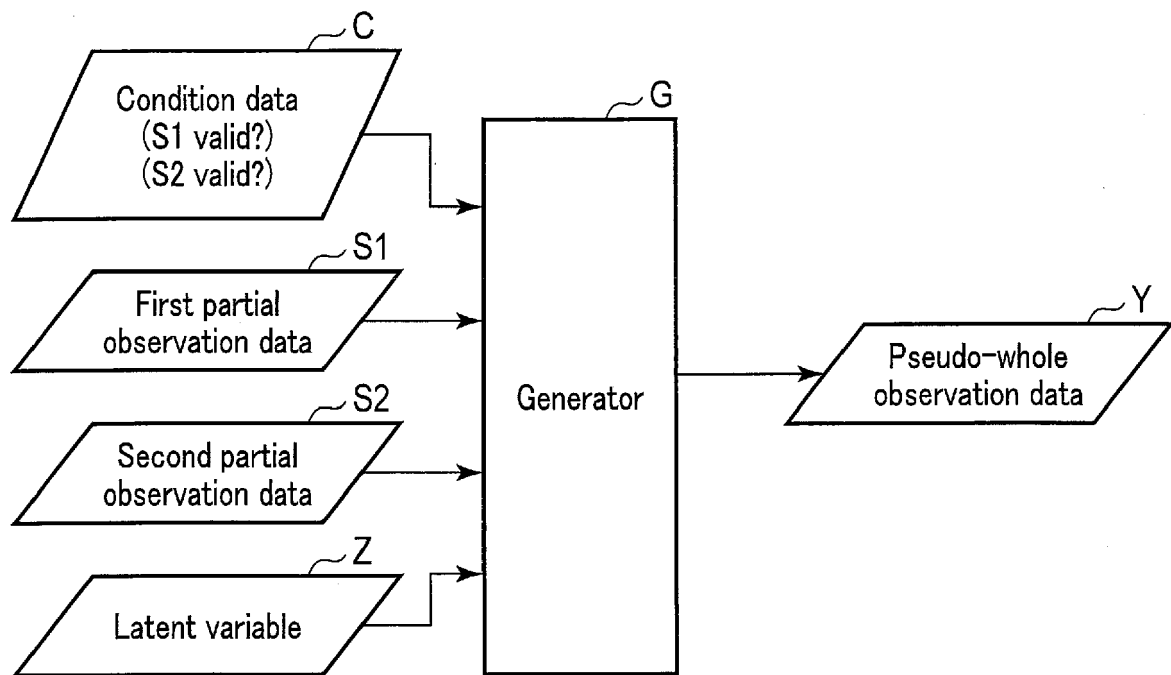 C
Condition data
(S1 valid?)
(S2 valid?)
G
S1
First partial
observation data
S2
Second partial
observation data
Z
Latent variable
Generator
Y
Pseudo-whole
observation data